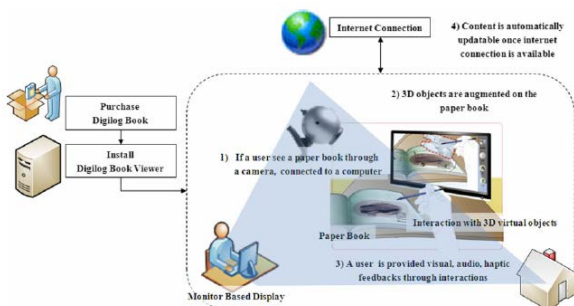 Internet Connection
4) Content is automatically
updatable once internet
connection is available
Purchase
Digilog Book
Install
Digilog Book Viewer
2) 3D objects are augmented on the
paper book
1) If a user see a paper book through
a camera, connected to a computer
Interaction with 3D virtual objects
Paper Book
3) A user is provided visual, audio, haptic
feedbacks through interactions
Monitor Based Display